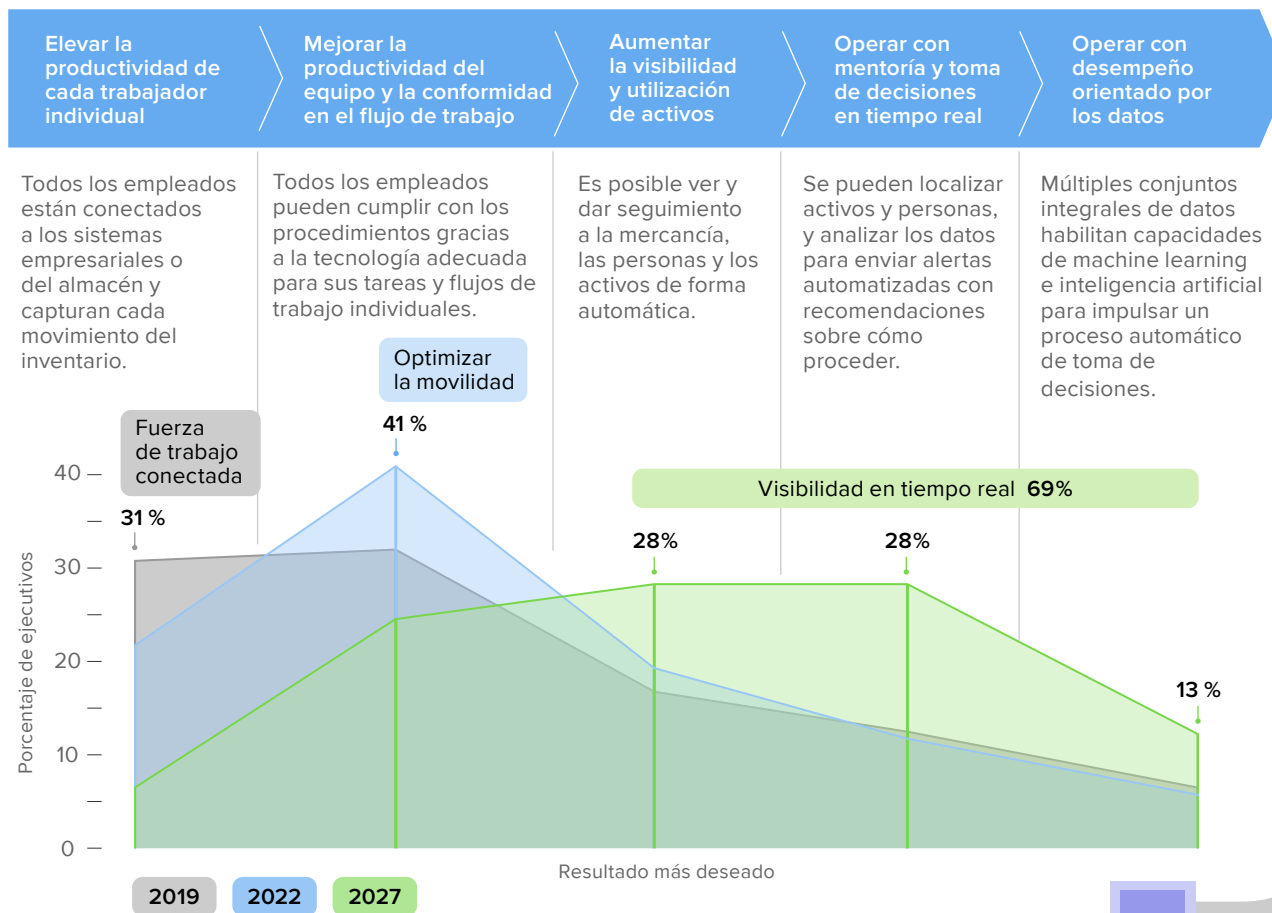 Elevar la
productividad de
cada trabajador
individual
Mejorar la
productividad del
equipo y la conformidad
en el flujo de trabajo
Aumentar
la visibilidad
y utilización
de activos
Operar con
mentoría y toma
de decisiones
en tiempo real
Operar con
desempeño
orientado por
los datos
Todos los empleados
están conectados
a los sistemas
empresariales o
del almacén y
capturan cada
movimiento del
inventario.
Todos los empleados
pueden cumplir con los
procedimientos gracias
a la tecnología adecuada
para sus tareas y flujos de
trabajo individuales.
Es posible ver y
dar seguimiento
a la mercancía,
las personas y los
activos de forma
automática.
Se pueden localizar
activos y personas,
y analizar los datos
para enviar alertas
automatizadas con
recomendaciones
sobre cómo
proceder.
Múltiples conjuntos
integrales de datos
habilitan capacidades
de machine learning
e inteligencia artificial
para impulsar un
proceso automático
de toma de
decisiones.
Optimizar
la movilidad
41 %
Fuerza
de trabajo
conectada
31 %
Visibilidad en tiempo real 69%
28%
28%
13 %
Porcentaje de ejecutivos
40
30
20
10
0
Resultado más deseado
2019
2022
2027